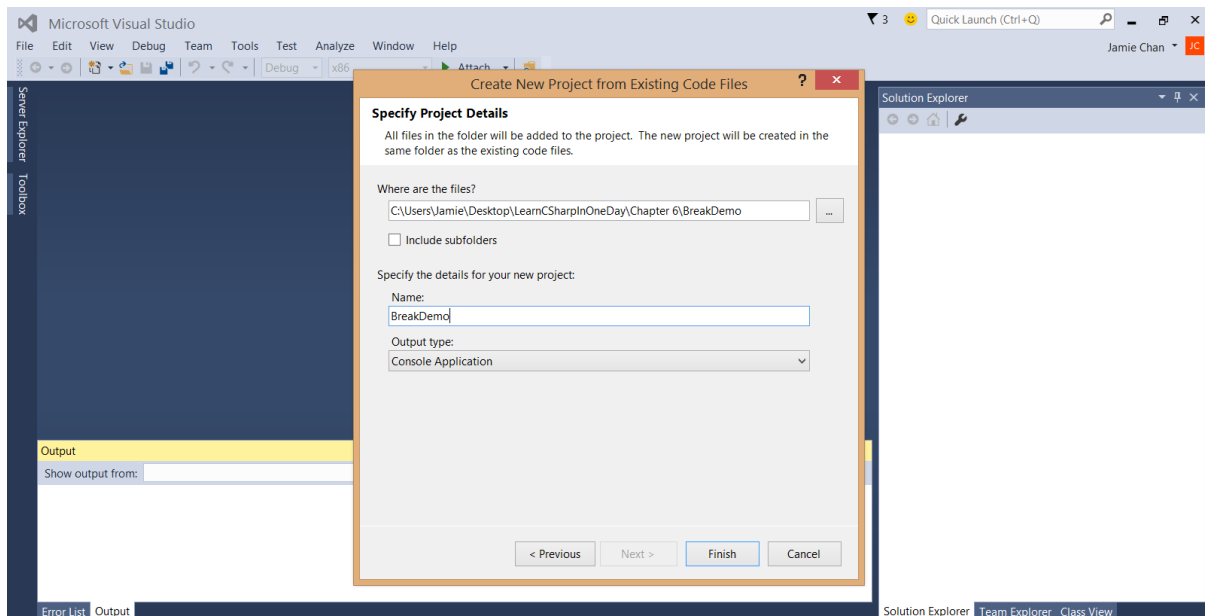 Microsoft Visual Studio
3
Quick Launch (Ctrl+Q)
File Edit View Debug Team Tools Test Analyze Window Help
Jamie Chan
JC
Debug
x86
Attach
Server Explorer
Toolbox
Create New Project from Existing Code Files
?
Specify Project Details
All files in the folder will be added to the project. The new project will be created in the
same folder as the existing code files.
Where are the files?
C:\Users\Jamie\Desktop\LearnCSharpInOneDay\Chapter 6\BreakDemo
...
Include subfolders
Specify the details for your new project:
Name:
BreakDemo
Output type:
Console Application
< Previous
Next >
Finish
Cancel
Solution Explorer
Output
Show output from:
Error List Output
Solution Explorer Team Explorer Class View